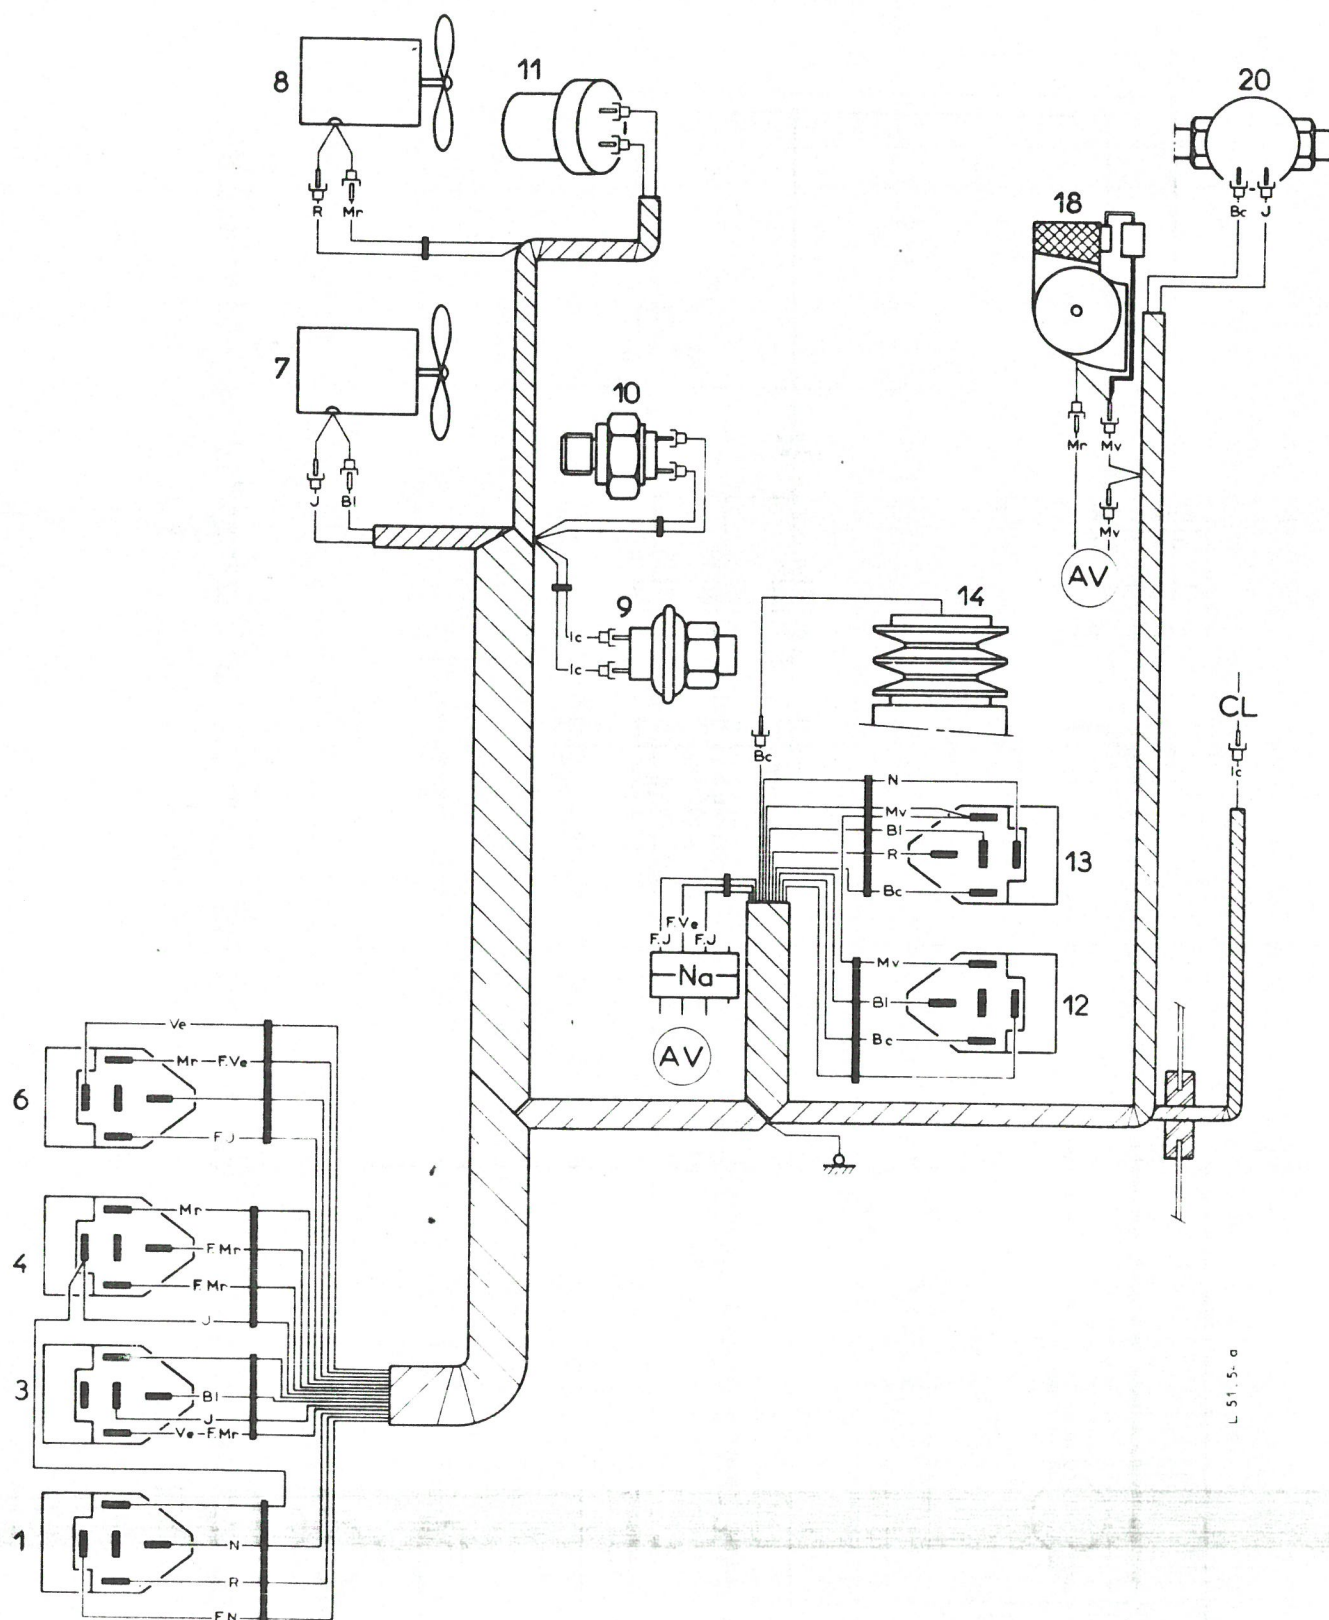 8
11
20
R
Mr
Bc
J
18
7
10
J
Bl
Mr
Mv
Mv
AV
9
Ic
Ic
14
CL
Bc
Ic
N
Mv
Bl
R
13
Bc
F.Ve
F.J
F.J
Na
Mv
Bl
12
Bc
AV
Ve
Mr
F.Ve
6
F.J
Mr
4
F.Mr
F.Mr
J
3
Bl
J
Ve
F.Mr
L 51.5-a
1
N
R
F.N